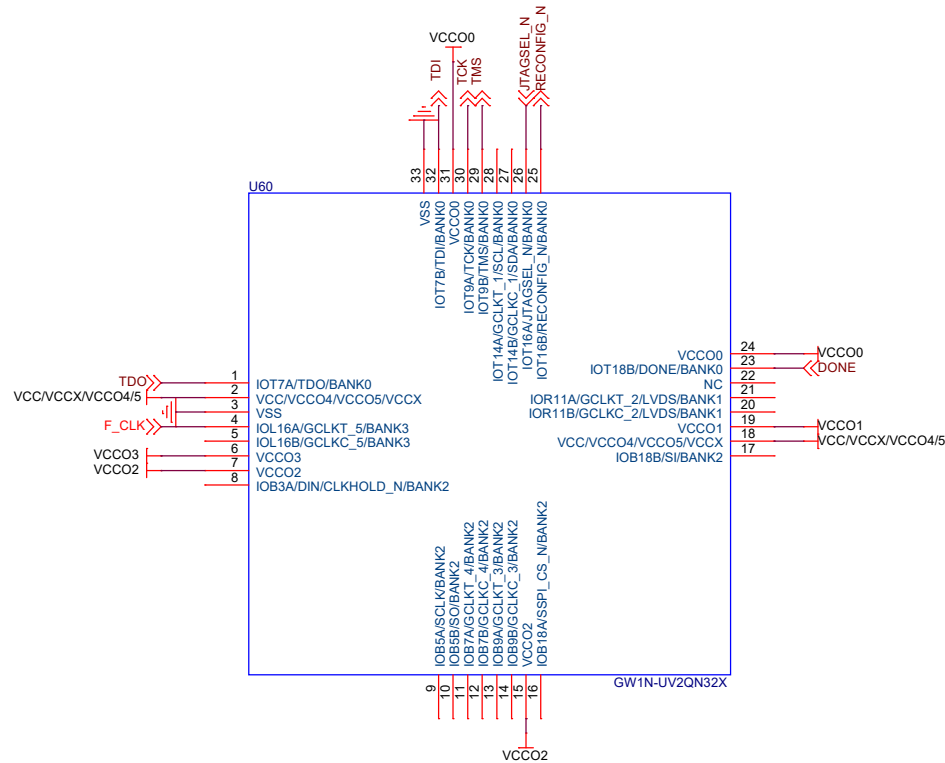 VCCO0
TDI
TCK
TMS
JTAGSEL_N
RECONFIG_N
33
32
31
30
29
28
27
26
25
U60
VSS
IOT7B/TDI/BANK0
VCCO0
IOT9A/TCK/BANK0
IOT9B/TMS/BANK0
IOT14A/GCLKT_1/SCL/BANK0
IOT14B/GCLKC_1/SDA/BANK0
IOT16A/JTAGSEL_N/BANK0
IOT16B/RECONFIG_N/BANK0
TDO 1 IOT7A/TDO/BANK0
VCC/VCCX/VCCO4/5 2 VCC/VCCO4/VCCO5/VCCX
3 VSS
F_CLK 4 IOL16A/GCLKT_5/BANK3
5 IOL16B/GCLKC_5/BANK3
VCCO3 6 VCCO3
VCCO2 7 VCCO2
8 IOB3A/DIN/CLKHOLD_N/BANK2
VCCO0 24 VCCO0
IOT18B/DONE/BANK0 23 DONE
NC 22
IOR11A/GCLKT_2/LVDS/BANK1 21
IOR11B/GCLKC_2/LVDS/BANK1 20
VCCO1 19 VCCO1
VCC/VCCO4/VCCO5/VCCX 18 VCC/VCCX/VCCO4/5
IOB18B/SI/BANK2 17
IOB5A/SCLK/BANK2
IOB5B/SO/BANK2
IOB7A/GCLKT_4/BANK2
IOB7B/GCLKC_4/BANK2
IOB9A/GCLKT_3/BANK2
IOB9B/GCLKC_3/BANK2
VCCO2
IOB18A/SSPI_CS_N/BANK2
GW1N-UV2QN32X
9
10
11
12
13
14
15
16
VCCO2